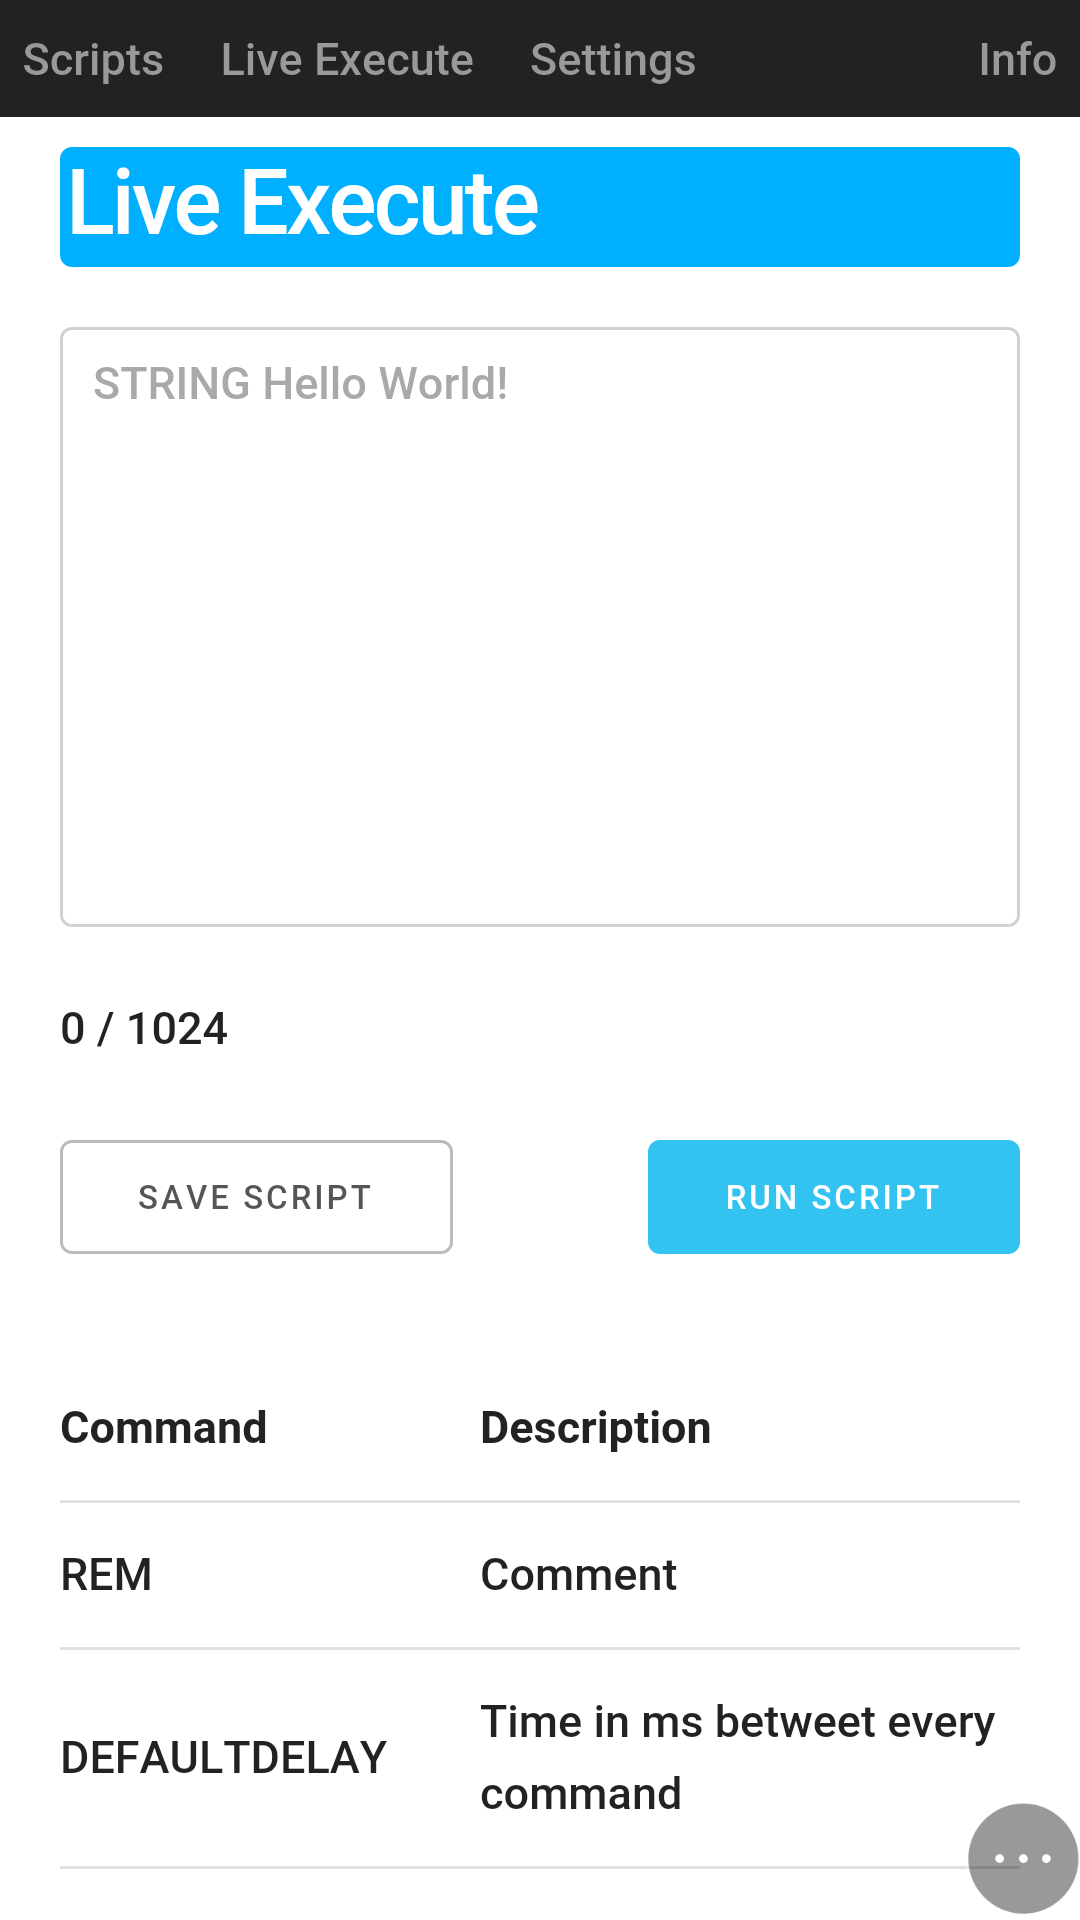 Scripts Live Execute Settings Info
Live Execute
STRING Hello World!
0 / 1024
SAVE SCRIPT RUN SCRIPT
Command Description
REM Comment
DEFAULTDELAY Time in ms betweet every
command